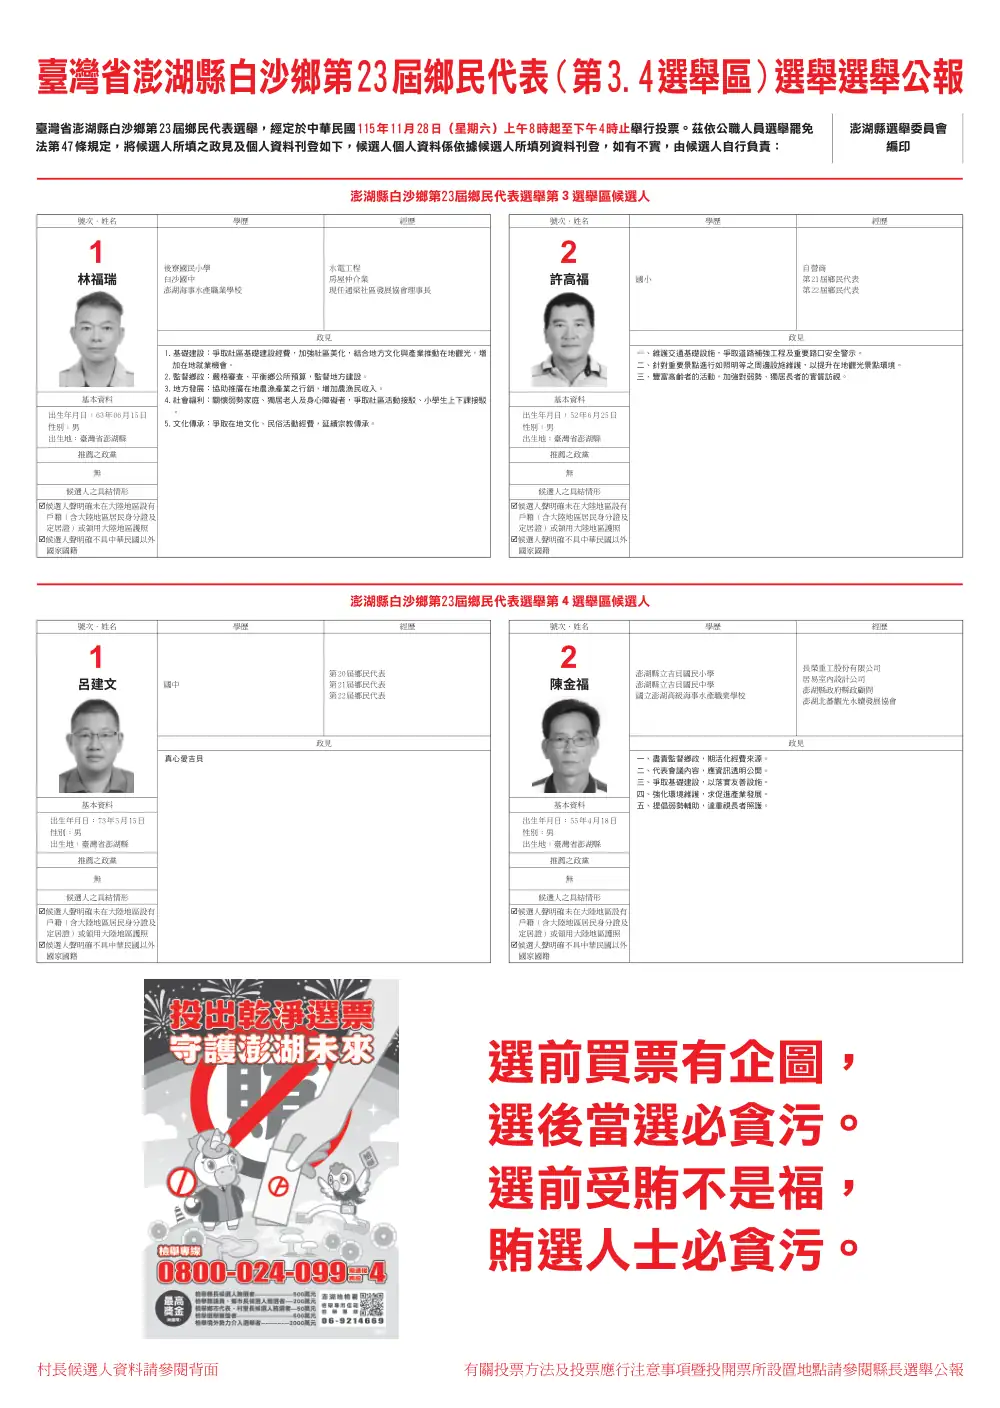 臺灣省澎湖縣白沙鄉第23屆鄉民代表(第3.4選舉區)選舉選舉公報
臺灣省澎湖縣白沙鄉第23屆鄉民代表選舉，經定於中華民國115年11月28日（星期六）上午8時起至下午4時止舉行投票。茲依公職人員選舉罷免
法第47條規定，將候選人所填之政見及個人資料刊登如下，候選人個人資料係依據候選人所填列資料刊登，如有不實，由候選人自行負責：
澎湖縣選舉委員會
編印
澎湖縣白沙鄉第23屆鄉民代表選舉第3選舉區候選人
號次．姓名
學歷
經歷
1
林福瑞
後寮國民小學
白沙國中
澎湖海事水產職業學校
水電工程
房屋仲介業
現任通梁社區發展協會理事長
政見
1.基礎建設：爭取社區基礎建設經費，加強社區美化，結合地方文化與產業推動在地觀光，增
加在地就業機會。
2.監督鄉政：嚴格審查、平衡鄉公所預算，監督地方建設。
3.地方發展：協助推廣在地農漁產業之行銷，增加農漁民收入。
4.社會福利：關懷弱勢家庭、獨居老人及身心障礙者，爭取社區活動接駁、小學生上下課接駁
。
5.文化傳承：爭取在地文化、民俗活動經費，延續宗教傳承。
基本資料
出生年月日：63年06月15日
性別：男
出生地：臺灣省澎湖縣
推薦之政黨
無
候選人之具結情形
☑候選人聲明確未在大陸地區設有
戶籍（含大陸地區居民身分證及
定居證）或領用大陸地區護照
☑候選人聲明確不具中華民國以外
國家國籍
號次．姓名
學歷
經歷
2
許高福
國小
自營商
第21屆鄉民代表
第22屆鄉民代表
政見
一、維護交通基礎設施，爭取道路補強工程及重要路口安全警示。
二、針對重要景點進行如照明等之周邊設施維護，以提升在地觀光景點環境。
三、豐富高齡者的活動，加強對弱勢、獨居長者的實質訪視。
基本資料
出生年月日：52年6月25日
性別：男
出生地：臺灣省澎湖縣
推薦之政黨
無
候選人之具結情形
☑候選人聲明確未在大陸地區設有
戶籍（含大陸地區居民身分證及
定居證）或領用大陸地區護照
☑候選人聲明確不具中華民國以外
國家國籍
澎湖縣白沙鄉第23屆鄉民代表選舉第4選舉區候選人
號次．姓名
學歷
經歷
1
呂建文
國中
第20屆鄉民代表
第21屆鄉民代表
第22屆鄉民代表
政見
真心愛吉貝
基本資料
出生年月日：73年5月15日
性別：男
出生地：臺灣省澎湖縣
推薦之政黨
無
候選人之具結情形
☑候選人聲明確未在大陸地區設有
戶籍（含大陸地區居民身分證及
定居證）或領用大陸地區護照
☑候選人聲明確不具中華民國以外
國家國籍
號次．姓名
學歷
經歷
2
陳金福
澎湖縣立吉貝國民小學
澎湖縣立吉貝國民中學
國立澎湖高級海事水產職業學校
長榮重工股份有限公司
居易室內設計公司
澎湖縣政府縣政顧問
澎湖北番觀光永續發展協會
政見
一、盡責監督鄉政，期活化經費來源。
二、代表會議內容，應資訊透明公開。
三、爭取基礎建設，以落實友善設施。
四、強化環境維護，求促進產業發展。
五、提倡弱勢輔助，達重視長者照護。
基本資料
出生年月日：55年4月18日
性別：男
出生地：臺灣省澎湖縣
推薦之政黨
無
候選人之具結情形
☑候選人聲明確未在大陸地區設有
戶籍（含大陸地區居民身分證及
定居證）或領用大陸地區護照
☑候選人聲明確不具中華民國以外
國家國籍
投出乾淨選票
守護澎湖未來
賄
檢舉專線
0800-024-099 4
最高
獎金
澎湖地檢署
06-9214669
選前買票有企圖，
選後當選必貪污。
選前受賄不是福，
賄選人士必貪污。
村長候選人資料請參閱背面
有關投票方法及投票應行注意事項暨投開票所設置地點請參閱縣長選舉公報